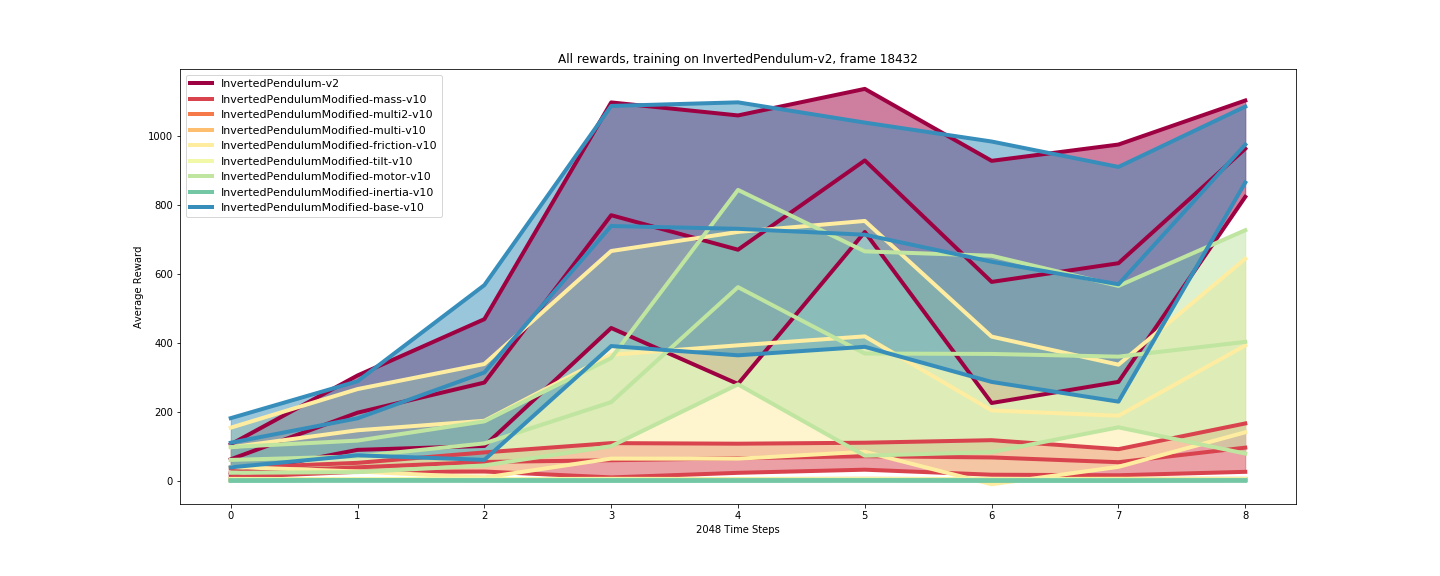 All rewards, training on InvertedPendulum-v2, frame 18432
InvertedPendulum-v2
InvertedPendulumModified-mass-v10
InvertedPendulumModified-multi2-v10
InvertedPendulumModified-multi-v10
InvertedPendulumModified-friction-v10
InvertedPendulumModified-tilt-v10
InvertedPendulumModified-motor-v10
InvertedPendulumModified-inertia-v10
InvertedPendulumModified-base-v10
Average Reward
1000
800
600
400
200
0
0 1 2 3 4 5 6 7 8
2048 Time Steps